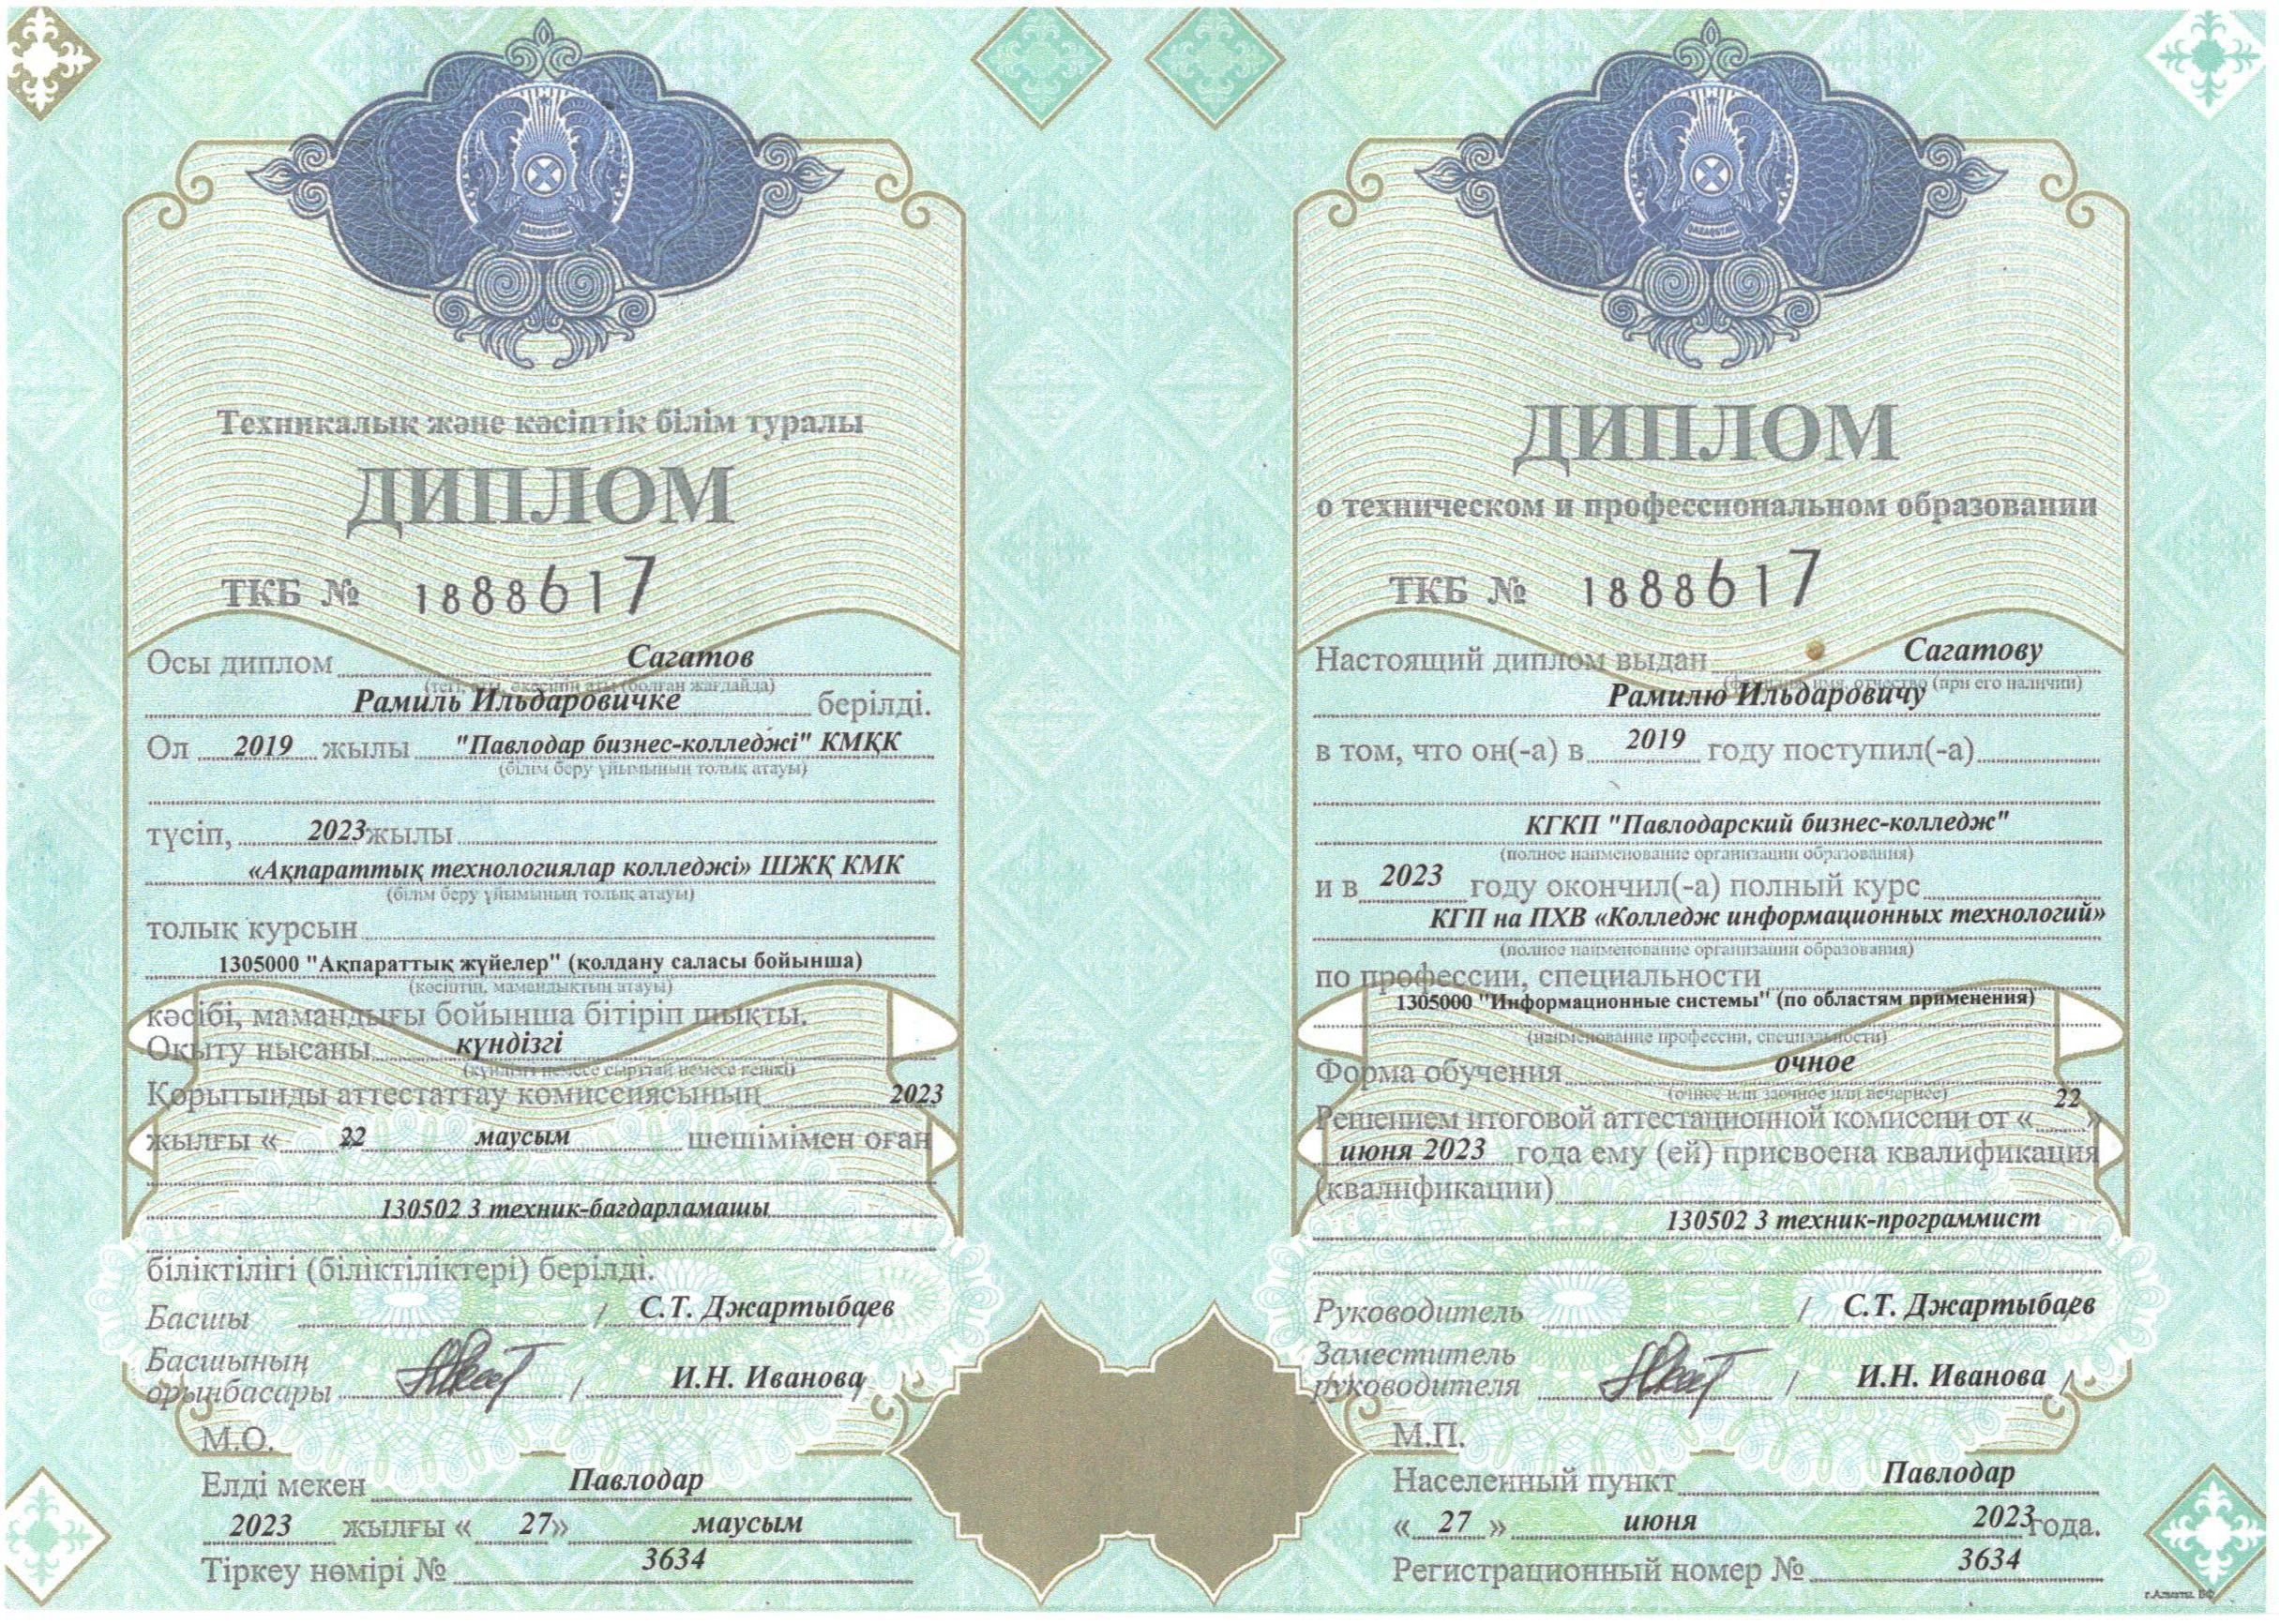 Техникалық және кәсіптік білім туралы
ДИПЛОМ
ТКБ № 1888617
Осы диплом Сагатов
(тегі, аты, әкесінің аты (болған жағдайда)
Рамиль Ильдаровичке берілді.
Ол 2019 жылы "Павлодар бизнес-колледжі" КМҚК
(білім беру ұйымының толық атауы)
түсіп, 2023 жылы
«Ақпараттық технологиялар колледжі» ШЖҚ КМК
(білім беру ұйымының толық атауы)
толық курсын
1305000 "Ақпараттық жүйелер" (қолдану саласы бойынша)
(кәсіптің, мамандықтың атауы)
кәсібі, мамандығы бойынша бітіріп шықты.
Оқыту нысаны күндізгі
(күндізгі немесе сырттай немесе кешкі)
Қорытынды аттестаттау комиссиясының 2023
жылғы « 22 » маусым шешімімен оған
130502 3 техник-бағдарламашы
біліктілігі (біліктіліктері) берілді.
Басшы / С.Т. Джартыбаев /
Басшының
орынбасары / И.Н. Иванова /
М.О.
Елді мекен Павлодар
2023 жылғы « 27» маусым
Тіркеу нөмірі № 3634
ДИПЛОМ
о техническом и профессиональном образовании
ТКБ № 1888617
Настоящий диплом выдан Сагатову
(фамилия, имя, отчество (при его наличии)
Рамилю Ильдаровичу
в том, что он(-а) в 2019 году поступил(-а)
КГКП "Павлодарский бизнес-колледж"
(полное наименование организации образования)
и в 2023 году окончил(-а) полный курс
КГП на ПХВ «Колледж информационных технологий»
(полное наименование организации образования)
по профессии, специальности
1305000 "Информационные системы" (по областям применения)
(наименование профессии, специальности)
Форма обучения очное
(очное или заочное или вечернее)
Решением итоговой аттестационной комиссии от « 22 »
июня 2023 года ему (ей) присвоена квалификация
(квалификации)
130502 3 техник-программист
Руководитель / С.Т. Джартыбаев /
Заместитель
руководителя / И.Н. Иванова /
М.П.
Населенный пункт Павлодар
« 27 » июня 2023 года.
Регистрационный номер № 3634
г.Алматы. БФ